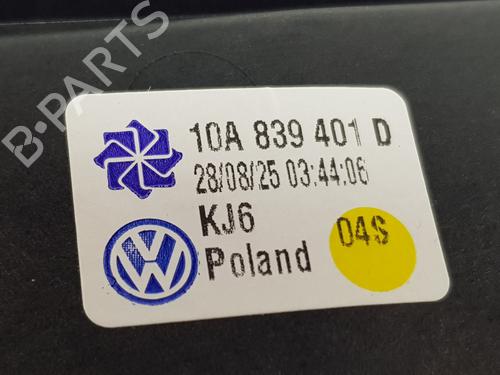 B-PARTS
10A 839 401 D
28/08/25 03:44:06
KJ6
04S
Poland